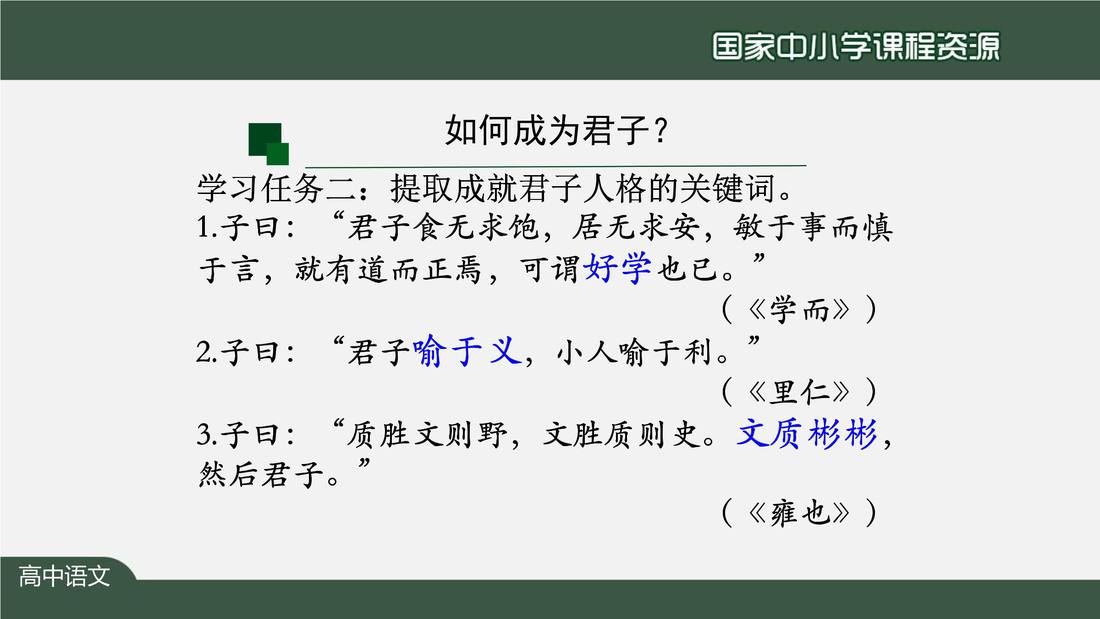 国家中小学课程资源
如何成为君子？
学习任务二：提取成就君子人格的关键词。
1.子曰：“君子食无求饱，居无求安，敏于事而慎
于言，就有道而正焉，可谓好学也已。”
（《学而》）
2.子曰：“君子喻于义，小人喻于利。”
（《里仁》）
3.子曰：“质胜文则野，文胜质则史。文质彬彬，
然后君子。”
（《雍也》）
高中语文